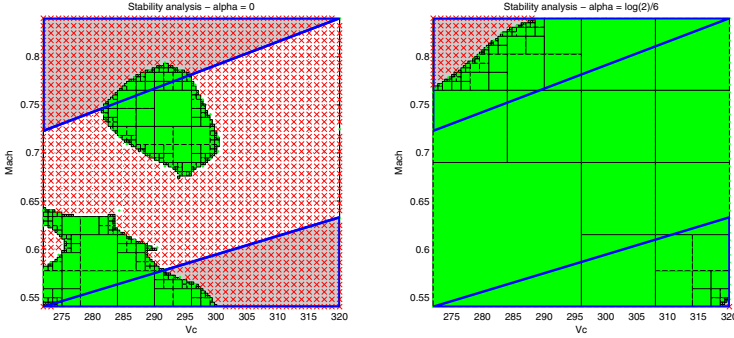 Stability analysis – alpha = 0
Mach
0.8
0.75
0.7
0.65
0.6
0.55
275 280 285 290 295 300 305 310 315 320
Vc
Stability analysis – alpha = log(2)/6
Mach
0.8
0.75
0.7
0.65
0.6
0.55
275 280 285 290 295 300 305 310 315 320
Vc